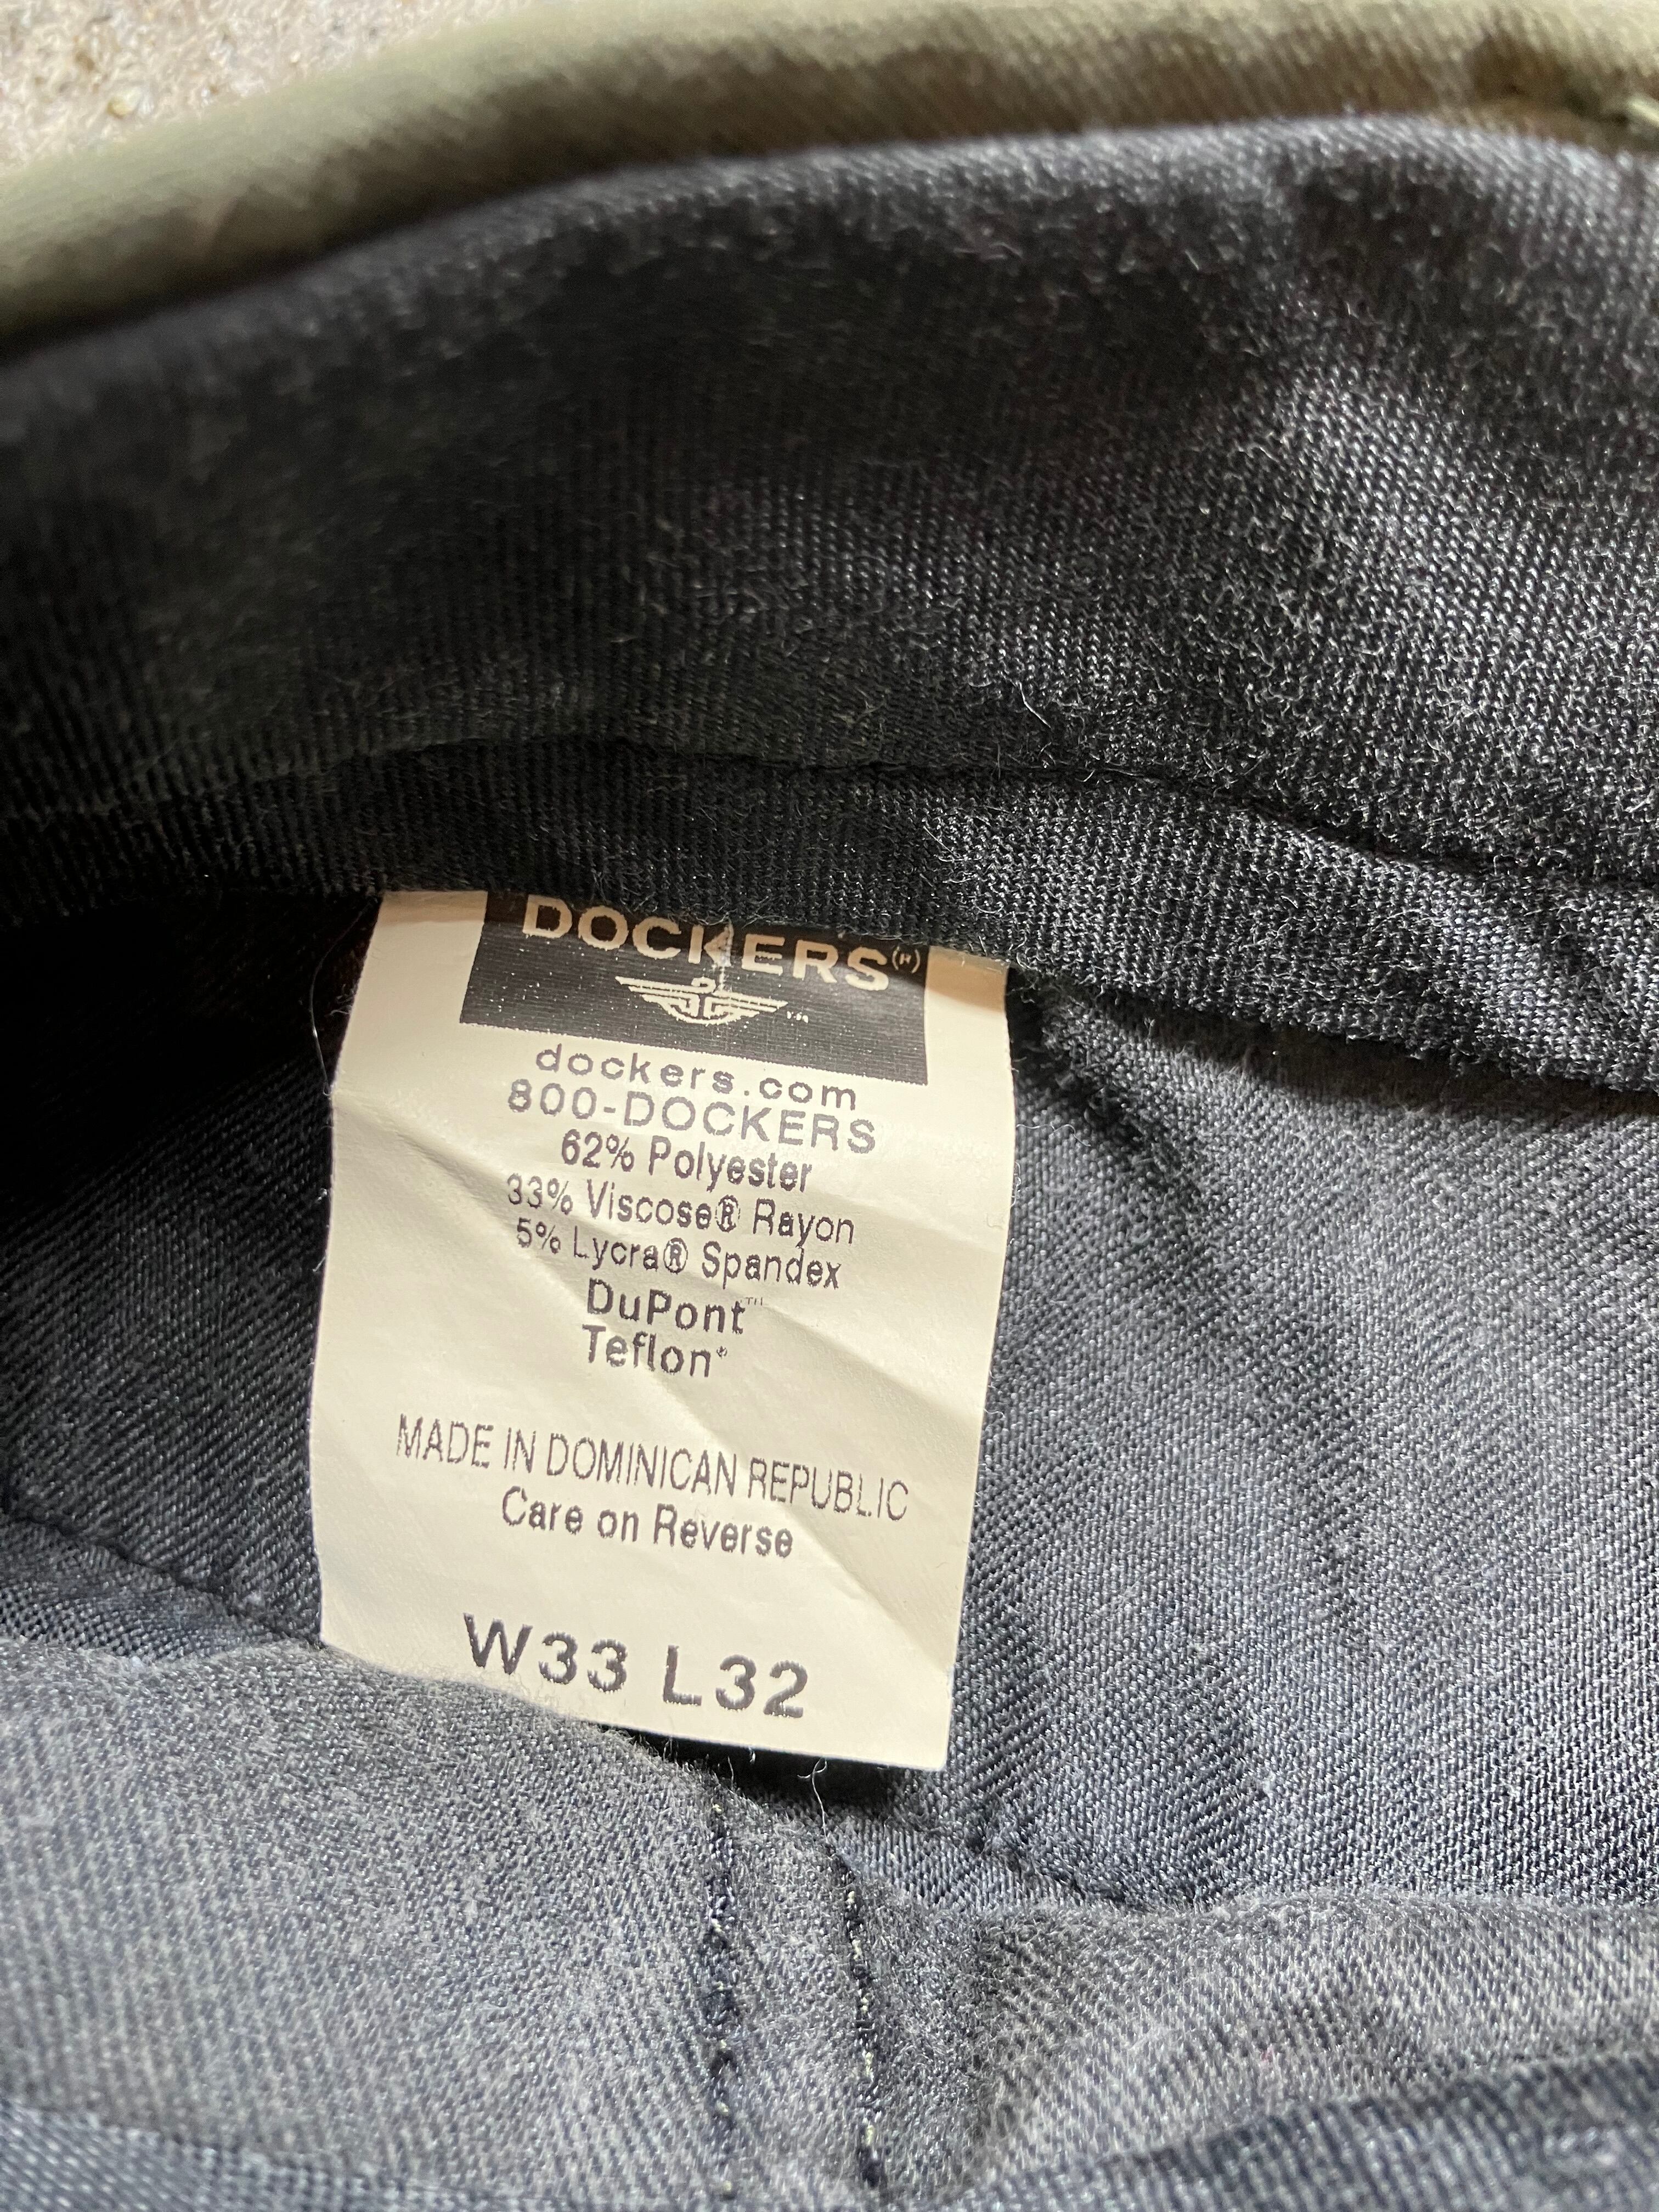 DOCKERS(R)
TM
dockers.com
800-DOCKERS
62% Polyester
33% Viscose® Rayon
5% Lycra® Spandex
DuPont™
Teflon®
MADE IN DOMINICAN REPUBLIC
Care on Reverse
W33 L32